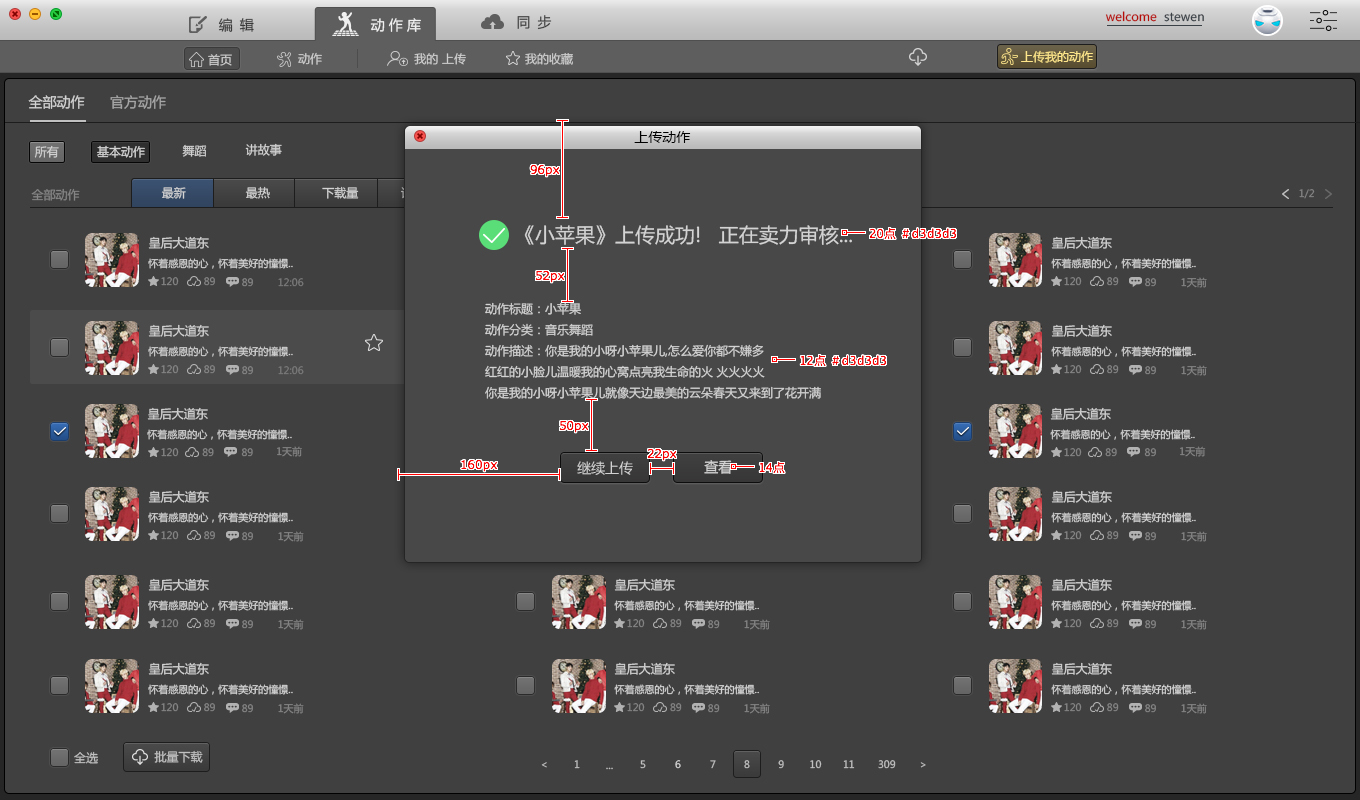 编 辑
动作库
同 步
welcome stewen
首页
动作
我的 上传
我的收藏
上传我的动作
全部动作
官方动作
上传动作
所有
基本动作
舞蹈
讲故事
96px
全部动作
最新
最热
下载量
1/2
《小苹果》上传成功! 正在卖力审核...
20点 #d3d3d3
52px
动作标题：小苹果
动作分类：音乐舞蹈
动作描述：你是我的小呀小苹果儿,怎么爱你都不嫌多
红红的小脸儿温暖我的心窝点亮我生命的火 火火火火
你是我的小呀小苹果儿就像天边最美的云朵春天又来到了花开满
12点 #d3d3d3
50px
160px
继续上传
22px
查看
14点
皇后大道东
怀着感恩的心，怀着美好的憧憬..
120 89 89 12:06
皇后大道东
怀着感恩的心，怀着美好的憧憬..
120 89 89 1天前
皇后大道东
怀着感恩的心，怀着美好的憧憬..
120 89 89 12:06
皇后大道东
怀着感恩的心，怀着美好的憧憬..
120 89 89 1天前
皇后大道东
怀着感恩的心，怀着美好的憧憬..
120 89 89 1天前
皇后大道东
怀着感恩的心，怀着美好的憧憬..
120 89 89 1天前
皇后大道东
怀着感恩的心，怀着美好的憧憬..
120 89 89 1天前
皇后大道东
怀着感恩的心，怀着美好的憧憬..
120 89 89 1天前
皇后大道东
怀着感恩的心，怀着美好的憧憬..
120 89 89 1天前
皇后大道东
怀着感恩的心，怀着美好的憧憬..
120 89 89 1天前
皇后大道东
怀着感恩的心，怀着美好的憧憬..
120 89 89 1天前
皇后大道东
怀着感恩的心，怀着美好的憧憬..
120 89 89 1天前
皇后大道东
怀着感恩的心，怀着美好的憧憬..
120 89 89 1天前
皇后大道东
怀着感恩的心，怀着美好的憧憬..
120 89 89 1天前
全选
批量下载
< 1 ... 5 6 7 8 9 10 11 309 >